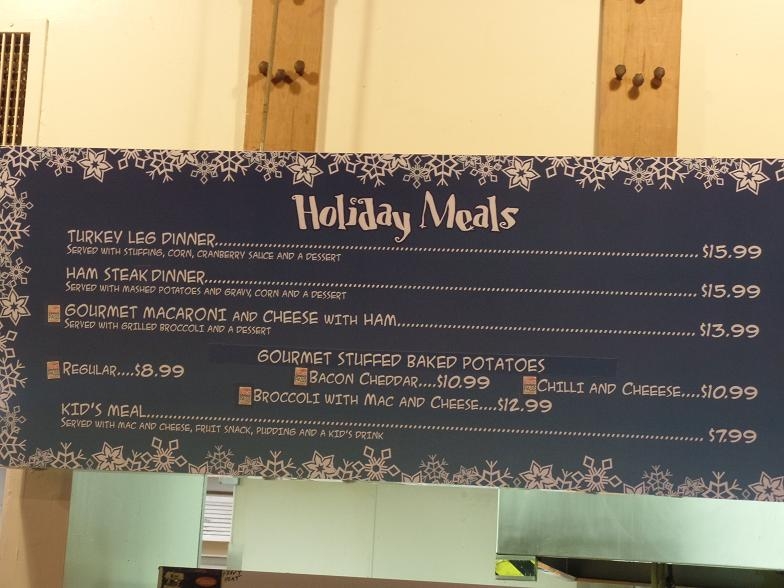 Holiday Meals
TURKEY LEG DINNER....................$15.99
SERVED WITH STUFFING, CORN, CRANBERRY SAUCE AND A DESSERT
HAM STEAK DINNER....................$15.99
SERVED WITH MASHED POTATOES AND GRAVY, CORN AND A DESSERT
GOURMET MACARONI AND CHEESE WITH HAM....................$13.99
SERVED WITH GRILLED BROCCOLI AND A DESSERT
GOURMET STUFFED BAKED POTATOES
REGULAR....$8.99 BACON CHEDDAR....$10.99 CHILLI AND CHEEESE....$10.99
BROCCOLI WITH MAC AND CHEESE....$12.99
KID'S MEAL....................$7.99
SERVED WITH MAC AND CHEESE, FRUIT SNACK, PUDDING AND A KID'S DRINK